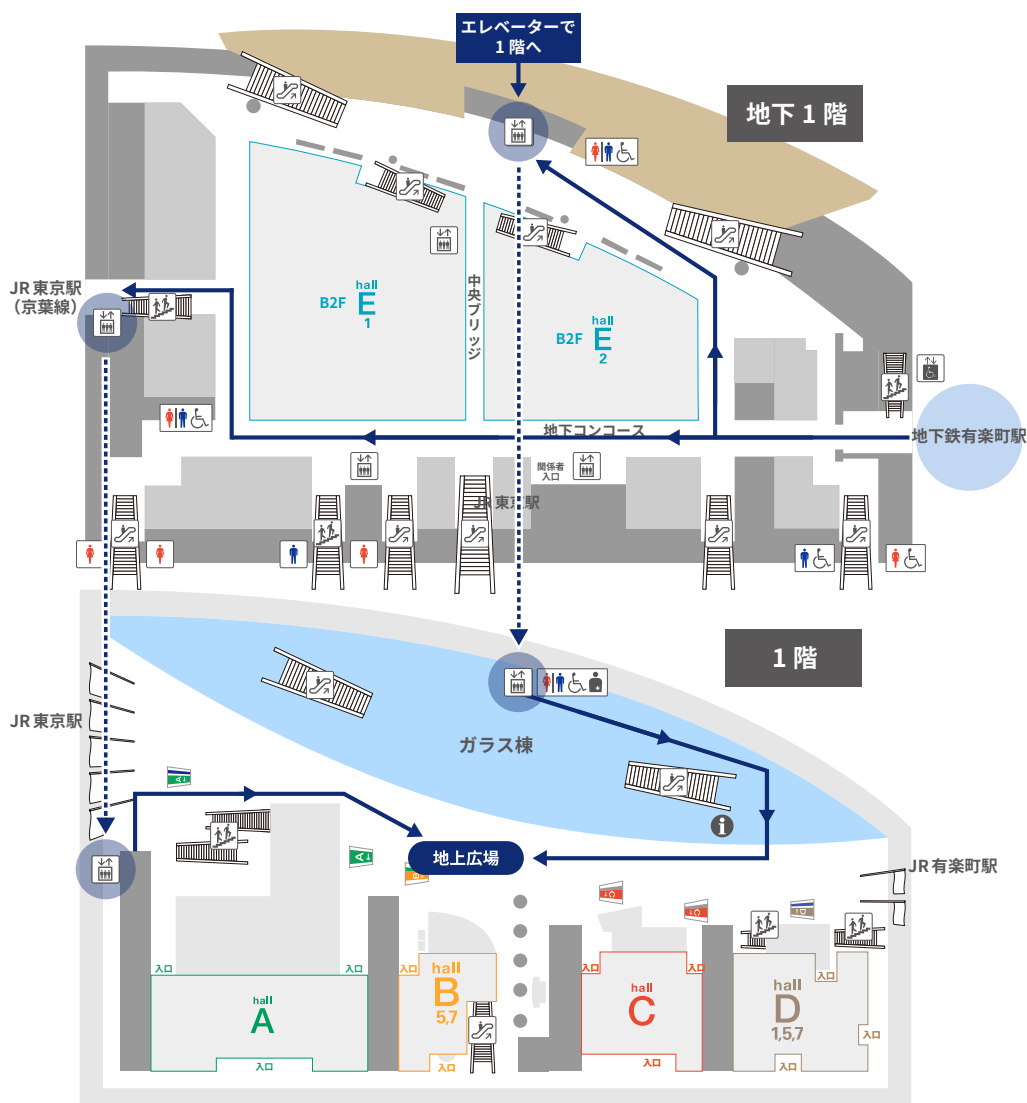 エレベーターで
1階へ
地下1階
JR東京駅
（京葉線）
B2F
hall
E
1
中央ブリッジ
B2F
hall
E
2
地下コンコース
地下鉄有楽町駅
関係者
入口
JR東京駅
1階
JR東京駅
ガラス棟
i
A
A
地上広場
B
C
C
D
JR有楽町駅
入口
入口
入口
入口
入口
入口
hall
A
hall
B
5,7
hall
C
hall
D
1,5,7
入口
入口
入口
入口
入口